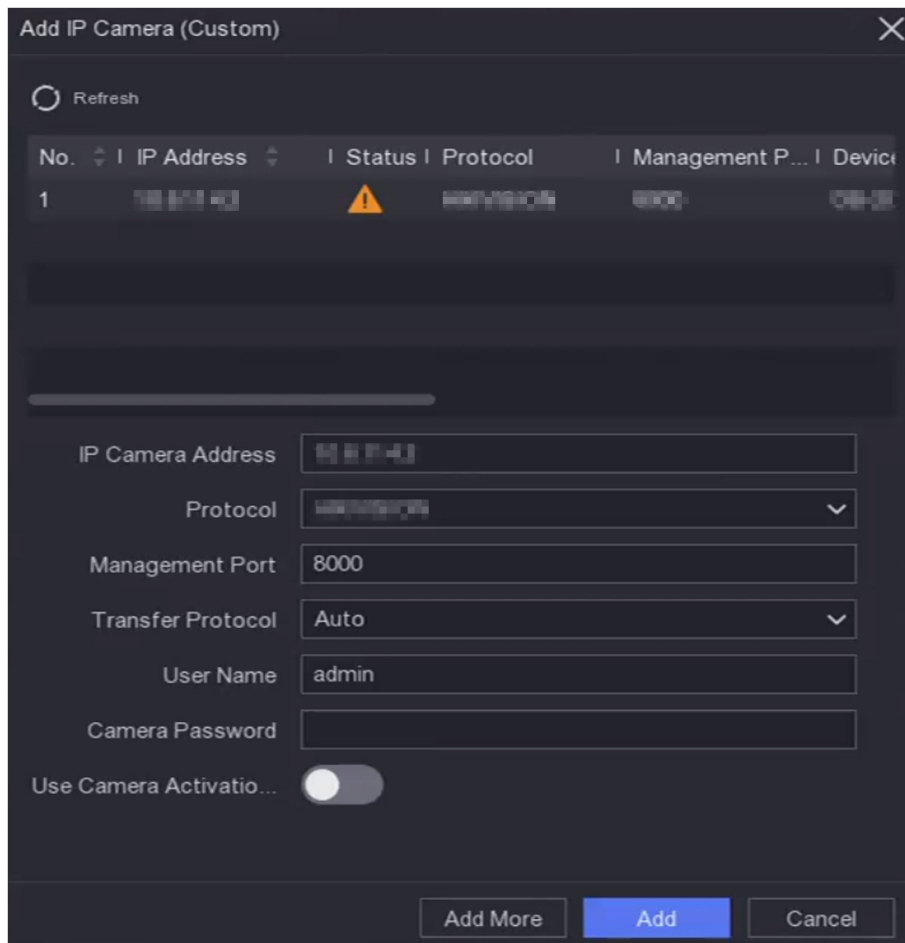 Add IP Camera (Custom)
Refresh
No. IP Address Status Protocol Management P... Device
1
IP Camera Address
Protocol
Management Port 8000
Transfer Protocol Auto
User Name admin
Camera Password
Use Camera Activatio...
Add More Add Cancel